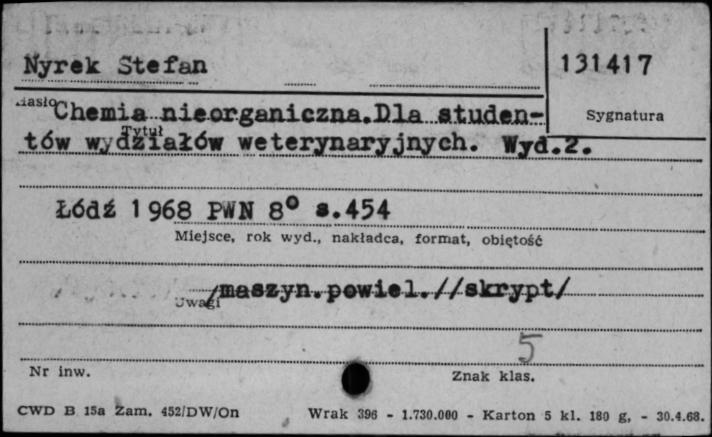 Nyrek Stefan
131417
Hasło
Chemia nieorganiczna.Dla studen-
Sygnatura
Tytuł
tów wydziałów weterynaryjnych. Wyd.2.
Łódź 1968 PWN 8° s.454
Miejsce, rok wyd., nakładca, format, objętość
/maszyn.powiel.//skrypt/
Uwagi
5
Nr inw.
Znak klas.
CWD B 15a Zam. 452/DW/On
Wrak 396 - 1.730.000 - Karton 5 kl. 180 g, - 30.4.68.